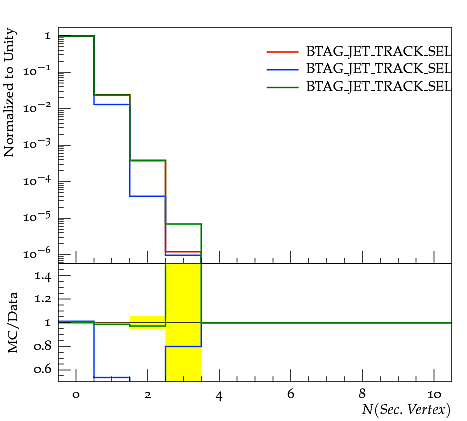 Normalized to Unity
1
10⁻¹
10⁻²
10⁻³
10⁻⁴
10⁻⁵
10⁻⁶
BTAG_JET_TRACK_SEL
BTAG_JET_TRACK_SEL
BTAG_JET_TRACK_SEL
MC/Data
1.4
1.2
1
0.8
0.6
0 2 4 6 8 10
N(Sec. Vertex)